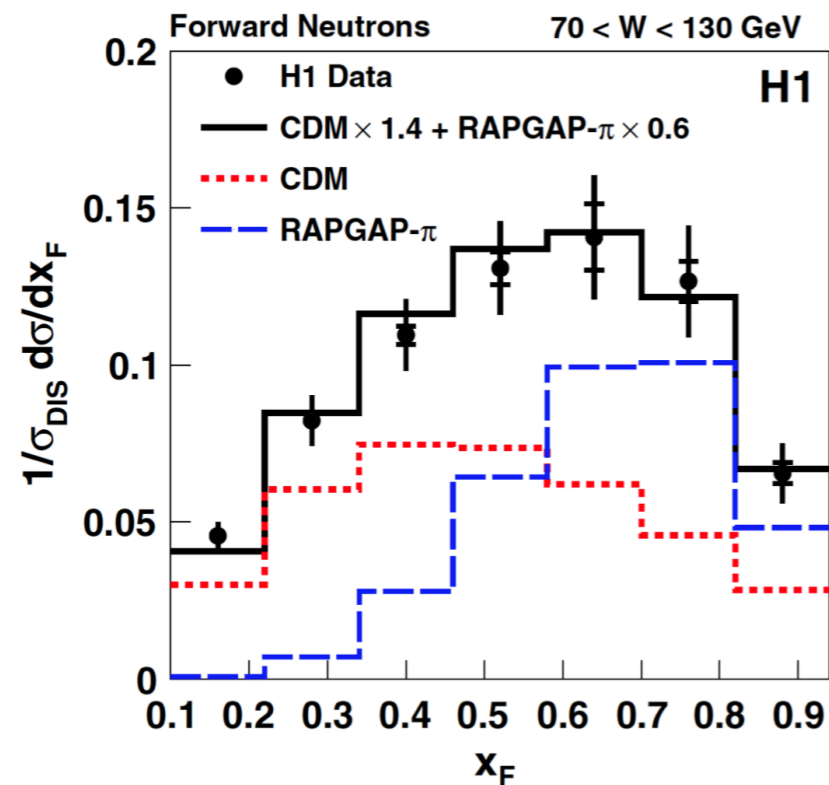 Forward Neutrons 70 < W < 130 GeV
H1
H1 Data
CDM × 1.4 + RAPGAP-π × 0.6
CDM
RAPGAP-π
1/σ_DIS dσ/dx_F
0.2
0.15
0.1
0.05
0
0.1 0.2 0.3 0.4 0.5 0.6 0.7 0.8 0.9
x_F